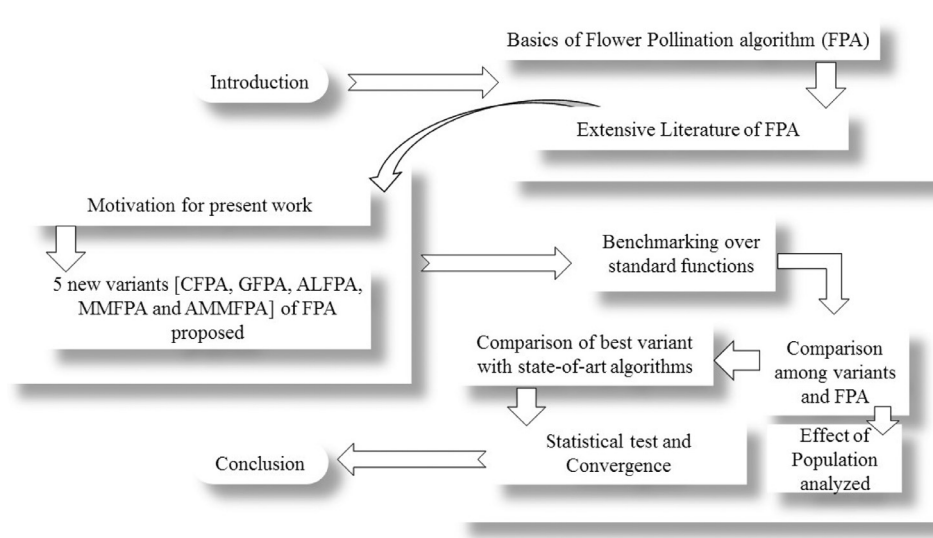 Basics of Flower Pollination algorithm (FPA)
Introduction
Extensive Literature of FPA
Motivation for present work
5 new variants [CFPA, GFPA, ALFPA,
MMFPA and AMMFPA] of FPA
proposed
Benchmarking over
standard functions
Comparison
among variants
and FPA
Effect of
Population
analyzed
Comparison of best variant
with state-of-art algorithms
Statistical test and
Convergence
Conclusion